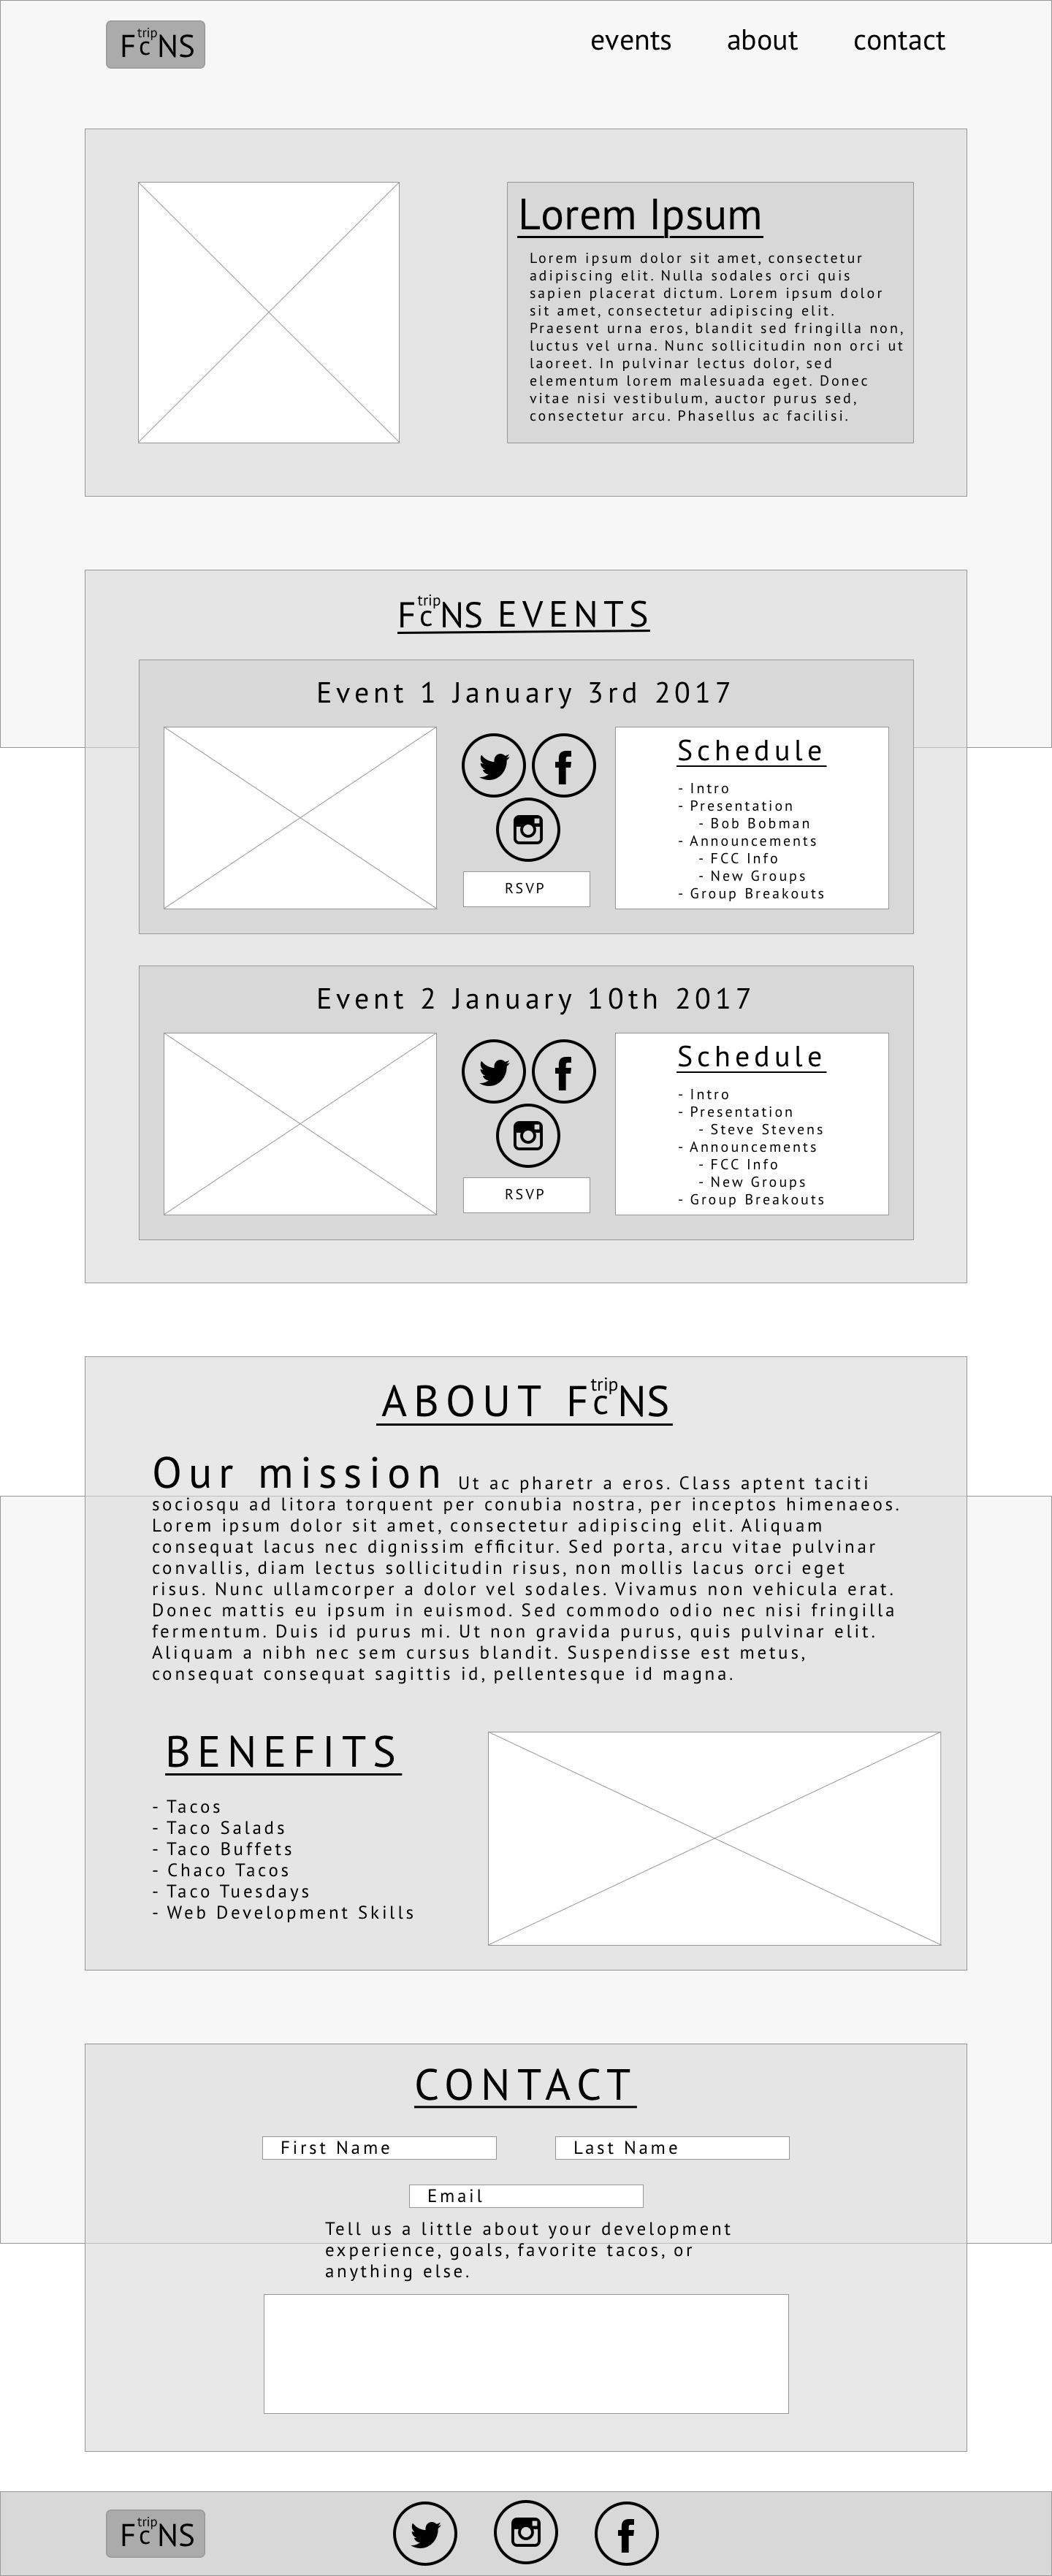 FtripcNS
events about contact
Lorem Ipsum
Lorem ipsum dolor sit amet, consectetur
adipiscing elit. Nulla sodales orci quis
sapien placerat dictum. Lorem ipsum dolor
sit amet, consectetur adipiscing elit.
Praesent urna eros, blandit sed fringilla non,
luctus vel urna. Nunc sollicitudin non orci ut
laoreet. In pulvinar lectus dolor, sed
elementum lorem malesuada eget. Donec
vitae nisi vestibulum, auctor purus sed,
consectetur arcu. Phasellus ac facilisi.
FtripcNS EVENTS
Event 1 January 3rd 2017
RSVP
Schedule
- Intro
- Presentation
- Bob Bobman
- Announcements
- FCC Info
- New Groups
- Group Breakouts
Event 2 January 10th 2017
RSVP
Schedule
- Intro
- Presentation
- Steve Stevens
- Announcements
- FCC Info
- New Groups
- Group Breakouts
ABOUT FtripcNS
Our mission Ut ac pharetr a eros. Class aptent taciti
sociosqu ad litora torquent per conubia nostra, per inceptos himenaeos.
Lorem ipsum dolor sit amet, consectetur adipiscing elit. Aliquam
consequat lacus nec dignissim efficitur. Sed porta, arcu vitae pulvinar
convallis, diam lectus sollicitudin risus, non mollis lacus orci eget
risus. Nunc ullamcorper a dolor vel sodales. Vivamus non vehicula erat.
Donec mattis eu ipsum in euismod. Sed commodo odio nec nisi fringilla
fermentum. Duis id purus mi. Ut non gravida purus, quis pulvinar elit.
Aliquam a nibh nec sem cursus blandit. Suspendisse est metus,
consequat consequat sagittis id, pellentesque id magna.
BENEFITS
- Tacos
- Taco Salads
- Taco Buffets
- Chaco Tacos
- Taco Tuesdays
- Web Development Skills
CONTACT
First Name Last Name
Email
Tell us a little about your development
experience, goals, favorite tacos, or
anything else.
FtripcNS